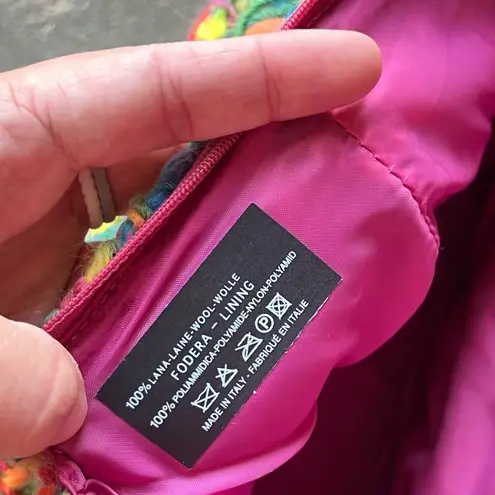 100% LANA-LAINE-WOOL-WOLLE
FODERA - LINING
100% POLIAMMIDICA-POLYAMIDE-NYLON-POLYAMID
P
MADE IN ITALY - FABRIQUÉ EN ITALIE